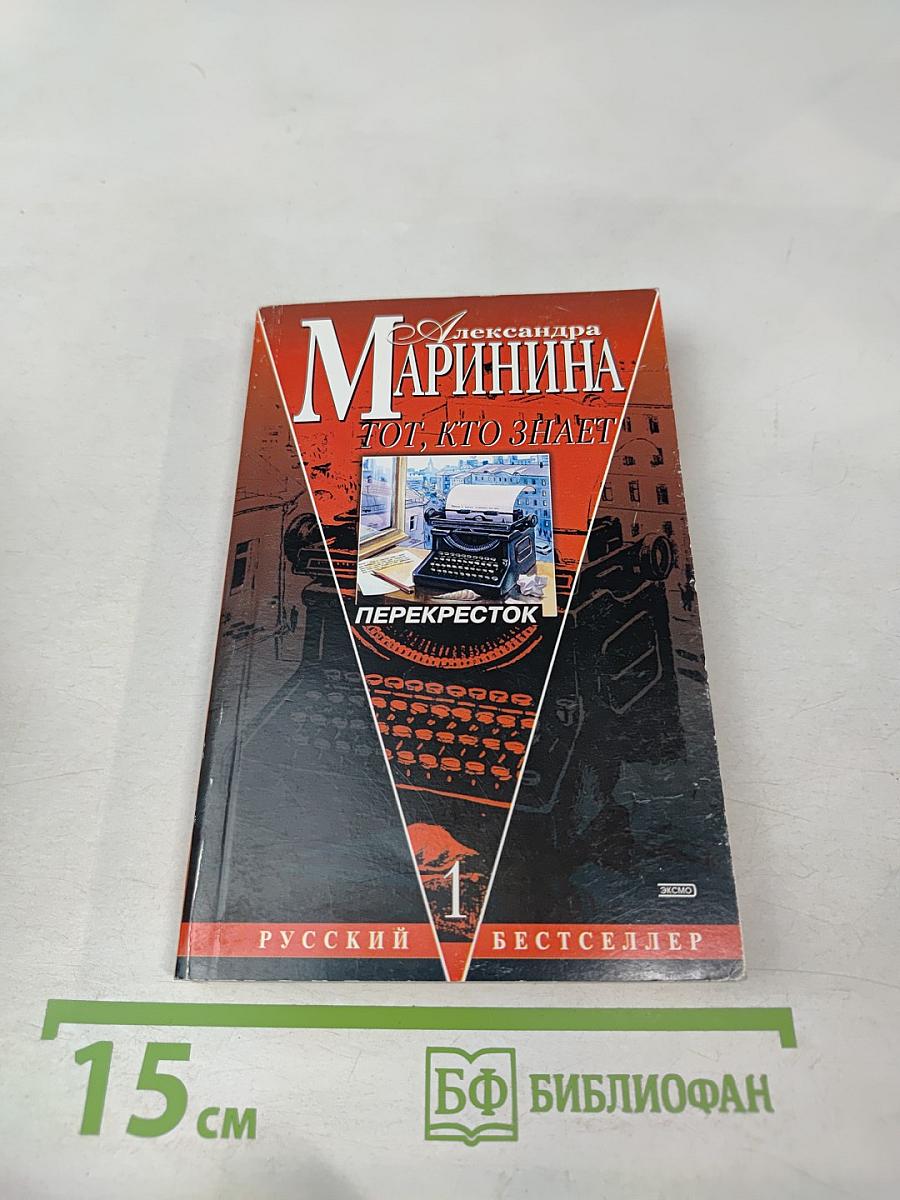 Александра
МАРИНИНА
ТОТ, КТО ЗНАЕТ
ПЕРЕКРЕСТОК
1
ЭКСМО
РУССКИЙ БЕСТСЕЛЛЕР
15 см
БФ БИБЛИОФАН